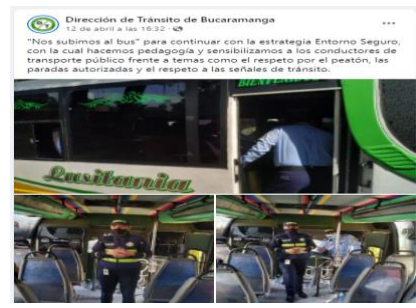 Dirección de Tránsito de Bucaramanga
12 de abril a las 16:32 ·
"Nos subimos al bus" para continuar con la estrategia Entorno Seguro,
con la cual hacemos pedagogía y sensibilizamos a los conductores de
transporte público frente a temas como el respeto por el peatón, las
paradas autorizadas y el respeto a las señales de tránsito.
BIENVENIDOS
Lusitania